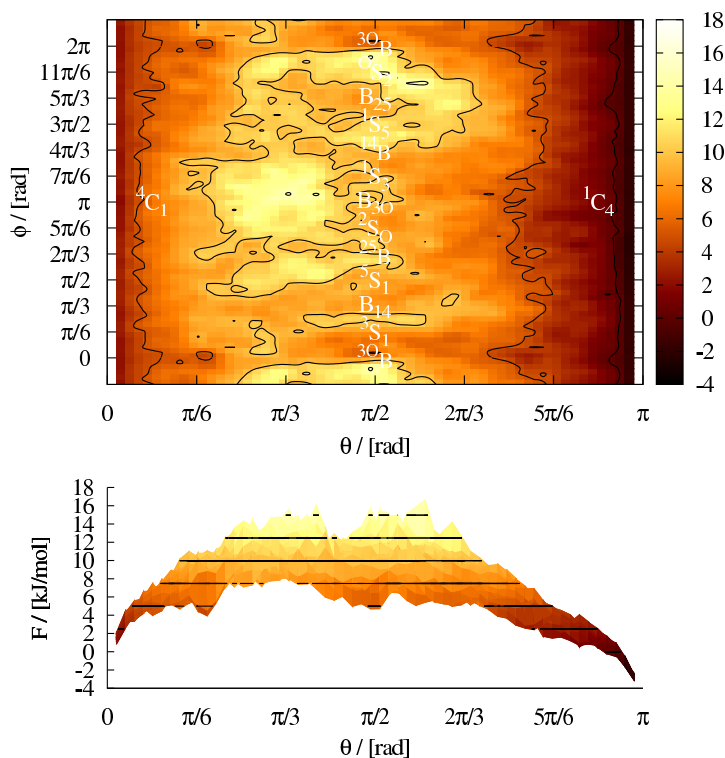 18
16
14
12
10
8
6
4
2
0
-2
-4
ϕ / [rad]
2π
11π/6
5π/3
3π/2
4π/3
7π/6
π
5π/6
2π/3
π/2
π/3
π/6
0
3OB
OS2
B25
1S5
14B
1S3
B3O
2SO
25B
5S1
B14
3S1
3OB
4C1
1C4
0 π/6 π/3 π/2 2π/3 5π/6 π
θ / [rad]
F / [kJ/mol]
18
16
14
12
10
8
6
4
2
0
-2
-4
0 π/6 π/3 π/2 2π/3 5π/6 π
θ / [rad]